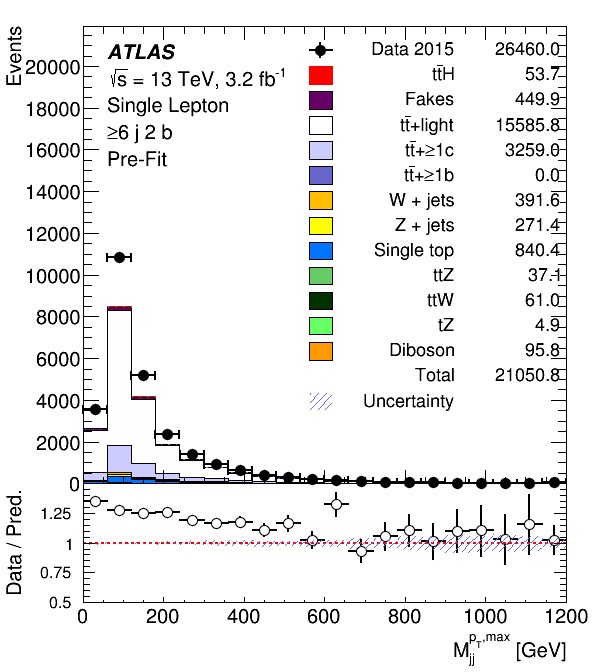 Events
20000
18000
16000
14000
12000
10000
8000
6000
4000
2000
0
ATLAS
√s = 13 TeV, 3.2 fb⁻¹
Single Lepton
≥6 j 2 b
Pre-Fit
Data 2015 26460.0
tt̄H 53.7
Fakes 449.9
tt̄+light 15585.8
tt̄+≥1c 3259.0
tt̄+≥1b 0.0
W + jets 391.6
Z + jets 271.4
Single top 840.4
ttZ 37.1
ttW 61.0
tZ 4.9
Diboson 95.8
Total 21050.8
Uncertainty
Data / Pred.
1.25
1
0.75
0.5
0 200 400 600 800 1000 1200
M_jj^{p_T,max} [GeV]